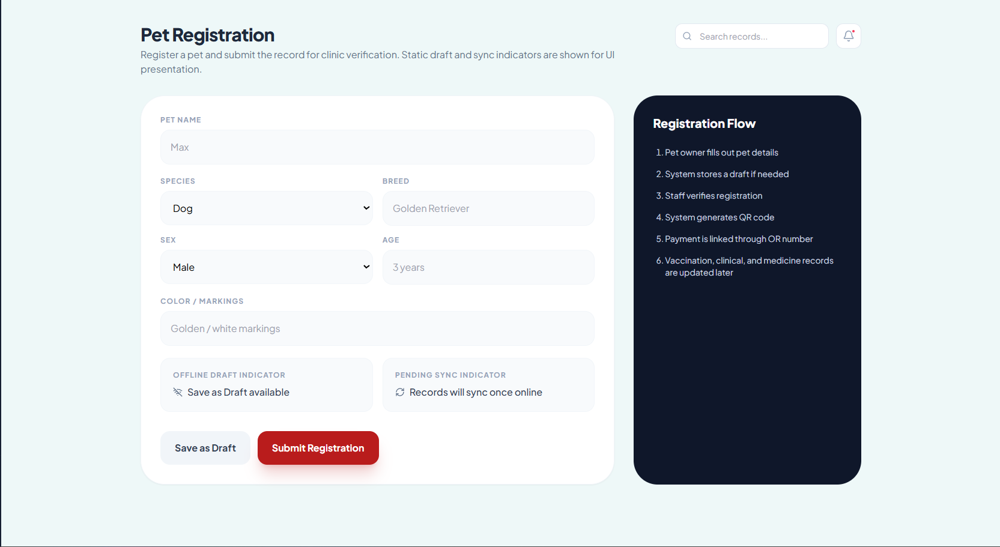 Pet Registration
Search records...
Register a pet and submit the record for clinic verification. Static draft and sync indicators are shown for UI
presentation.
PET NAME
Max
SPECIES
BREED
Dog
Golden Retriever
SEX
AGE
Male
3 years
COLOR / MARKINGS
Golden / white markings
OFFLINE DRAFT INDICATOR
Save as Draft available
PENDING SYNC INDICATOR
Records will sync once online
Save as Draft
Submit Registration
Registration Flow
1. Pet owner fills out pet details
2. System stores a draft if needed
3. Staff verifies registration
4. System generates QR code
5. Payment is linked through OR number
6. Vaccination, clinical, and medicine records
are updated later